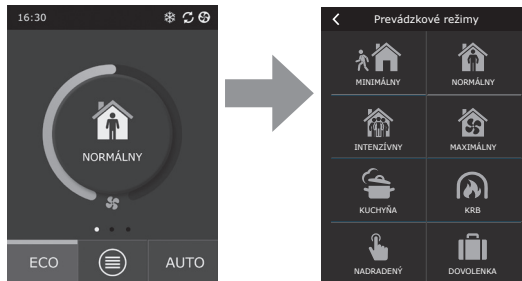 16:30
NORMÁLNY
ECO
AUTO
Prevádzkové režimy
MINIMÁLNY
NORMÁLNY
INTENZÍVNY
MAXIMÁLNY
KUCHYŇA
KRB
NADRADENÝ
DOVOLENKA